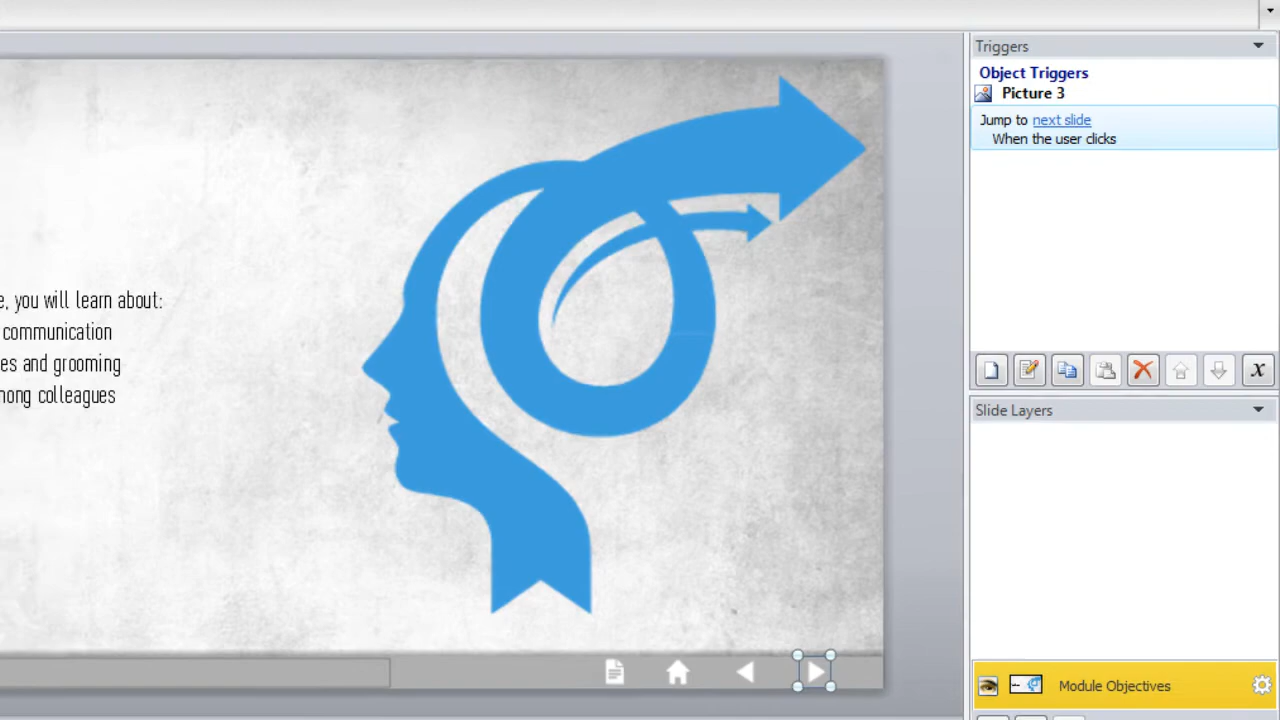 Triggers
Object Triggers
Picture 3
Jump to next slide
When the user clicks
e, you will learn about:
communication
es and grooming
nong colleagues
x
Slide Layers
Module Objectives